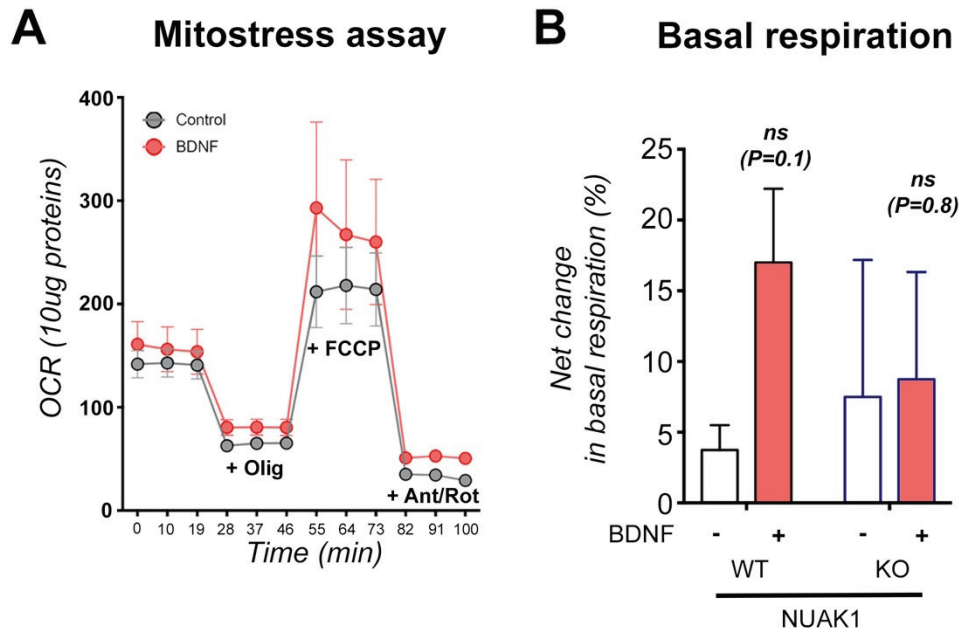 A Mitostress assay
OCR (10ug proteins)
400
300
200
100
0
Control
BDNF
+ Olig
+ FCCP
+ Ant/Rot
0 10 19 28 37 46 55 64 73 82 91 100
Time (min)
B Basal respiration
Net change
in basal respiration (%)
25
20
15
10
5
0
ns
(P=0.1)
ns
(P=0.8)
BDNF - + - +
WT KO
NUAK1